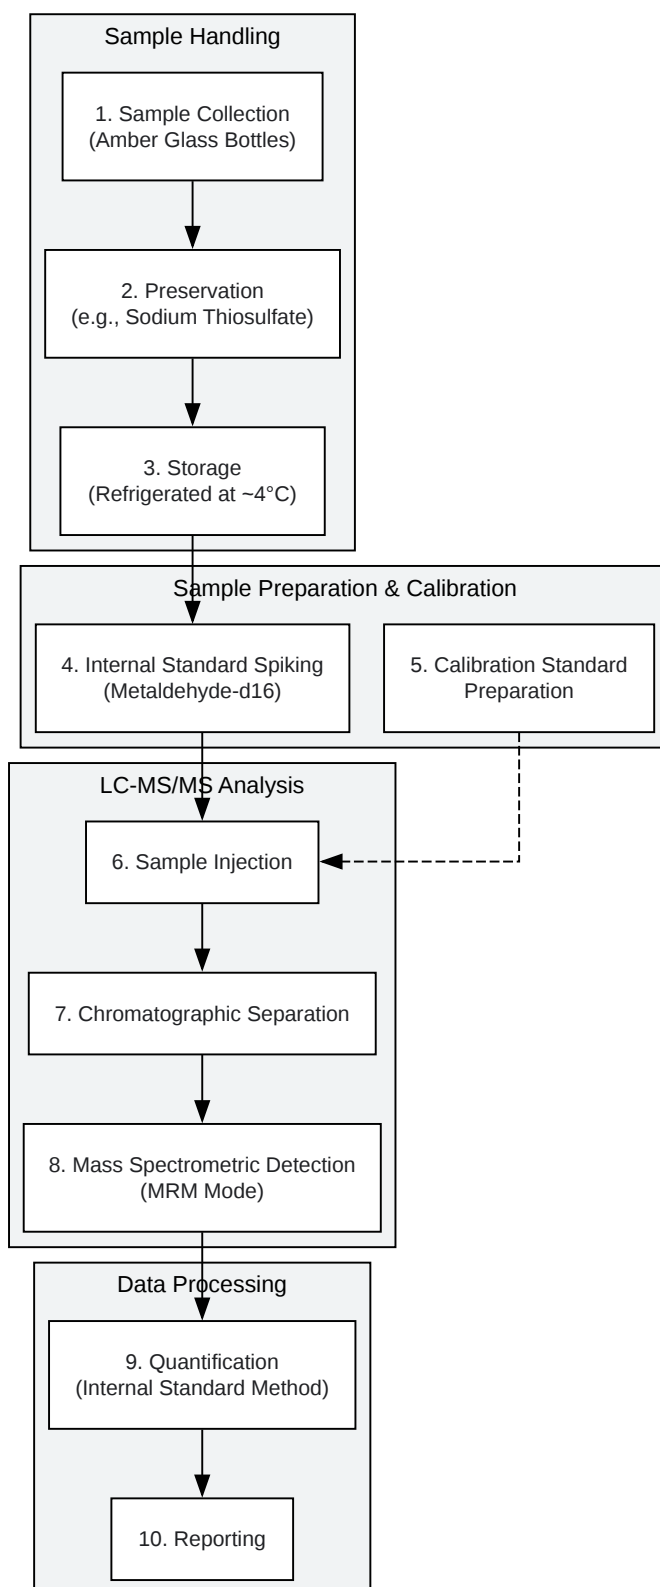 Sample Handling
1. Sample Collection
(Amber Glass Bottles)
2. Preservation
(e.g., Sodium Thiosulfate)
3. Storage
(Refrigerated at ~4°C)
Sample Preparation & Calibration
4. Internal Standard Spiking
(Metaldehyde-d16)
5. Calibration Standard
Preparation
LC-MS/MS Analysis
6. Sample Injection
7. Chromatographic Separation
8. Mass Spectrometric Detection
(MRM Mode)
Data Processing
9. Quantification
(Internal Standard Method)
10. Reporting